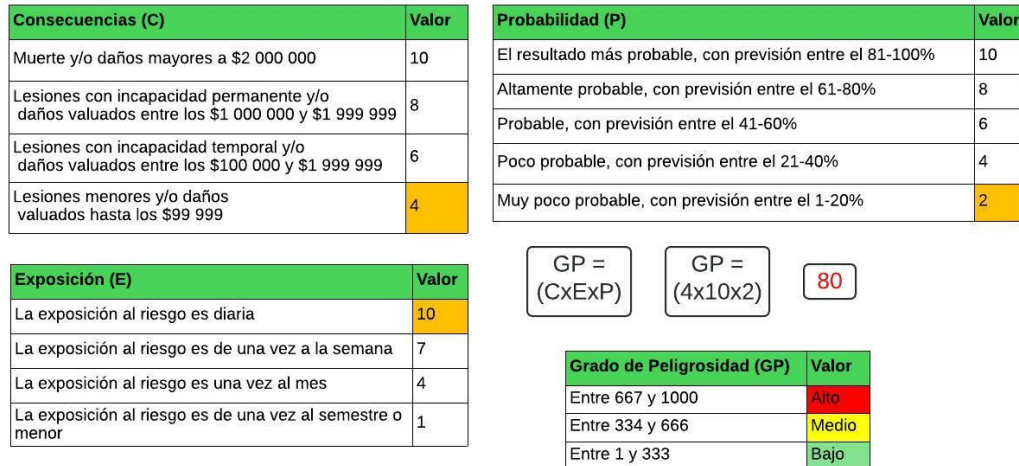 Consecuencias (C) Valor
Muerte y/o daños mayores a $2 000 000 10
Lesiones con incapacidad permanente y/o
daños valuados entre los $1 000 000 y $1 999 999 8
Lesiones con incapacidad temporal y/o
daños valuados entre los $100 000 y $1 999 999 6
Lesiones menores y/o daños
valuados hasta los $99 999 4
Probabilidad (P) Valor
El resultado más probable, con previsión entre el 81-100% 10
Altamente probable, con previsión entre el 61-80% 8
Probable, con previsión entre el 41-60% 6
Poco probable, con previsión entre el 21-40% 4
Muy poco probable, con previsión entre el 1-20% 2
Exposición (E) Valor
La exposición al riesgo es diaria 10
La exposición al riesgo es de una vez a la semana 7
La exposición al riesgo es una vez al mes 4
La exposición al riesgo es de una vez al semestre o
menor 1
GP =
(CxExP)
GP =
(4x10x2)
80
Grado de Peligrosidad (GP) Valor
Entre 667 y 1000 Alto
Entre 334 y 666 Medio
Entre 1 y 333 Bajo